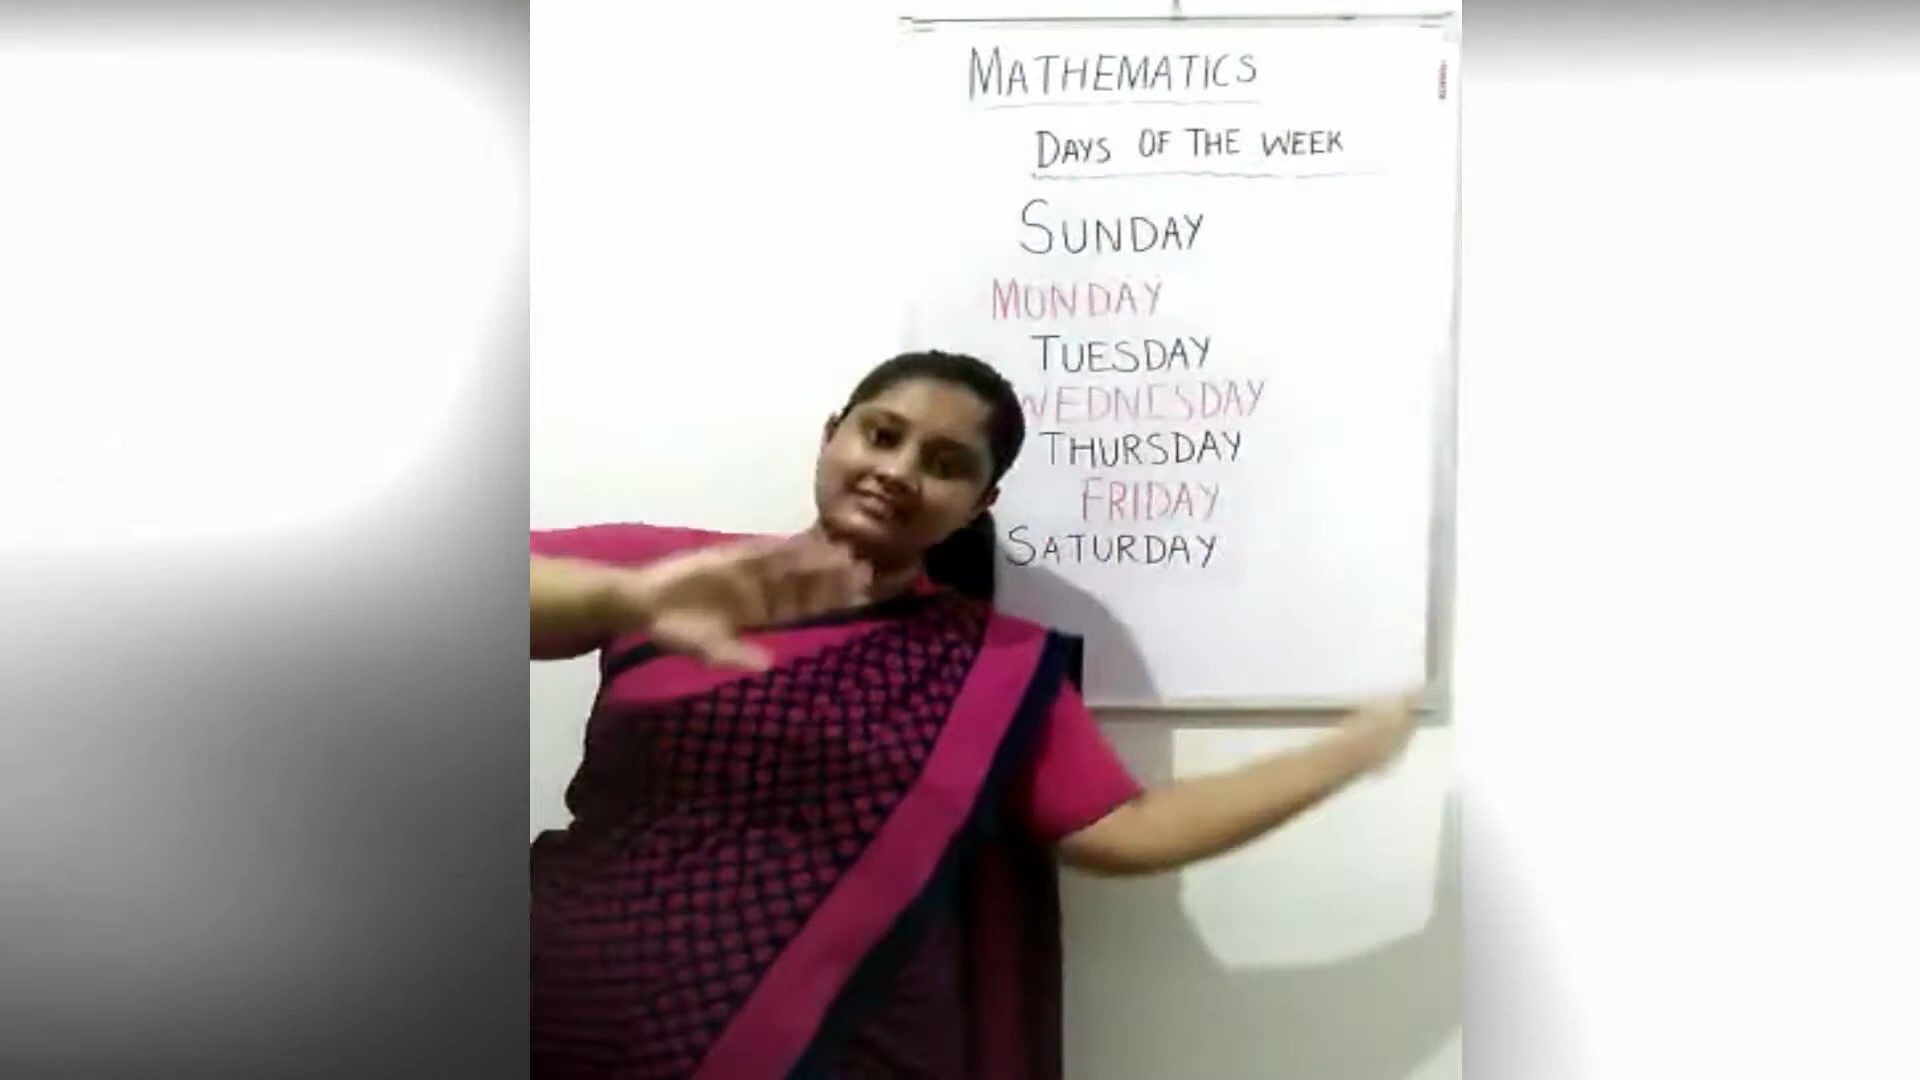 MATHEMATICS
DAYS OF THE WEEK
SUNDAY
MONDAY
TUESDAY
WEDNESDAY
THURSDAY
FRIDAY
SATURDAY